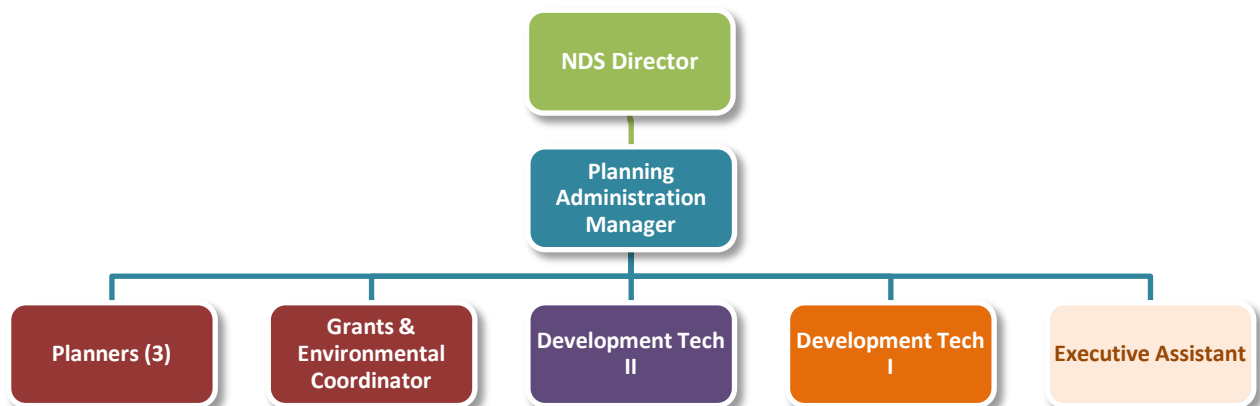 NDS Director
Planning
Administration
Manager
Planners (3)
Grants &
Environmental
Coordinator
Development Tech
II
Development Tech
I
Executive Assistant